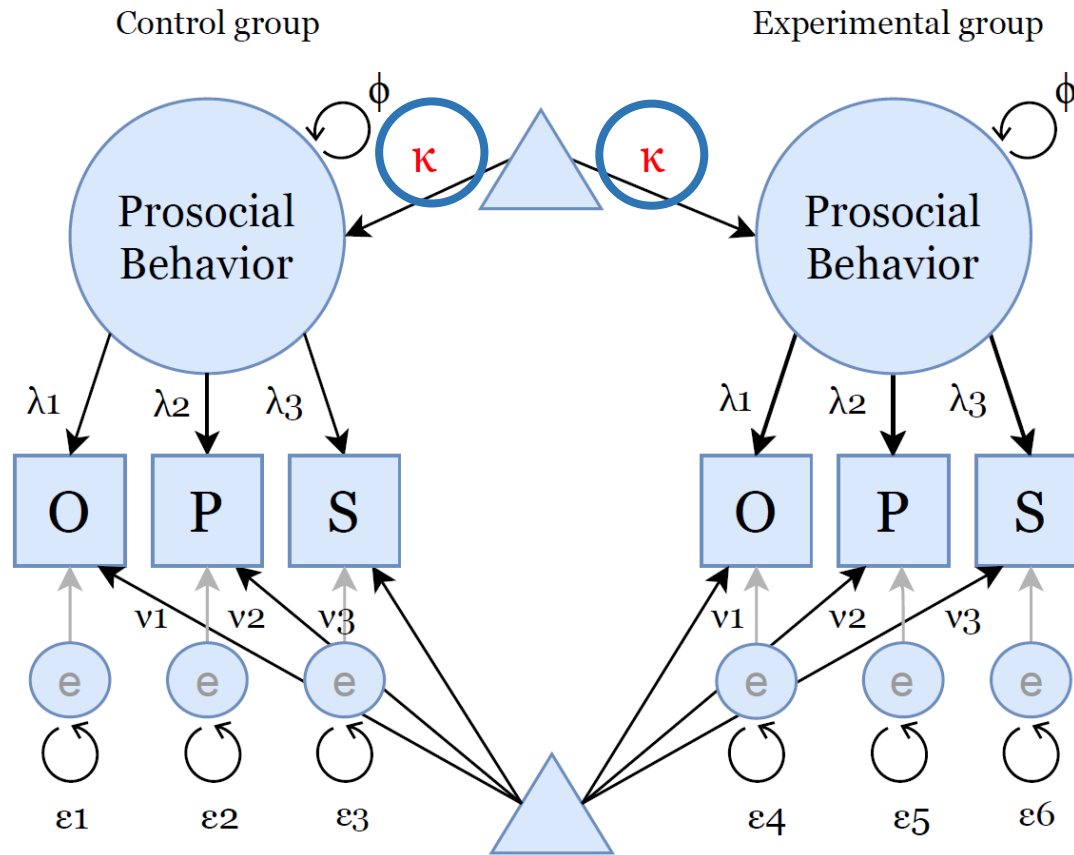 Control group
Experimental group
ϕ
κ
κ
ϕ
Prosocial
Behavior
Prosocial
Behavior
λ1
λ2
λ3
λ1
λ2
λ3
O
P
S
O
P
S
ν1
ν2
ν3
ν1
ν2
ν3
e
e
e
e
e
e
ε1
ε2
ε3
ε4
ε5
ε6